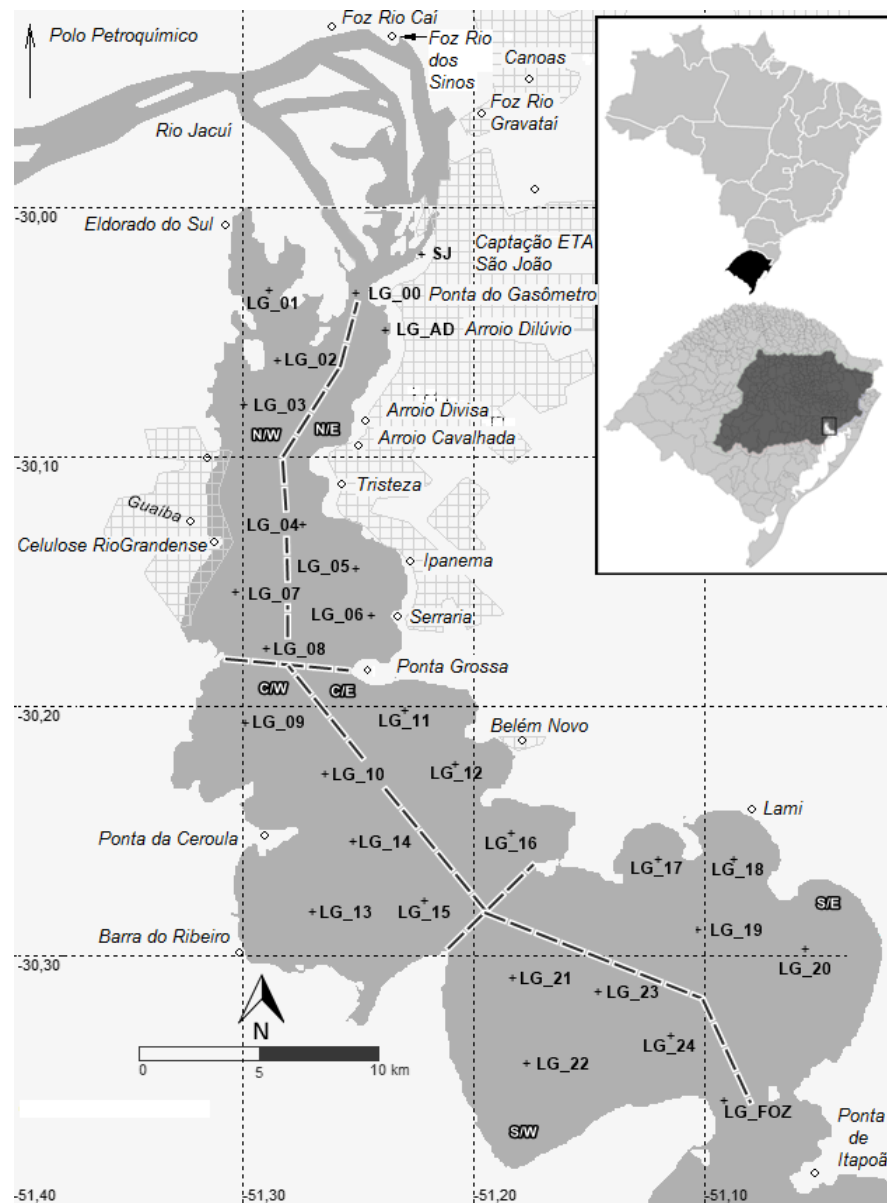 Foz Rio Caí
Polo Petroquímico
Foz Rio
dos
Sinos
Canoas
Foz Rio
Gravataí
Rio Jacuí
-30,00
Eldorado do Sul
Captação ETA
São João
SJ
LG_00
Ponta do Gasômetro
LG_01
LG_AD
Arroio Dilúvio
LG_02
LG_03
Arroio Divisa
N/W
N/E
Arroio Cavalhada
-30,10
Tristeza
Guaíba
LG_04
Celulose RioGrandense
LG_05
Ipanema
LG_07
LG_06
Serraria
LG_08
Ponta Grossa
C/W
C/E
-30,20
LG_09
LG_11
Belém Novo
LG_10
LG_12
Lami
Ponta da Ceroula
LG_14
LG_16
LG_17
LG_18
S/E
LG_13
LG_15
LG_19
Barra do Ribeiro
-30,30
LG_20
LG_21
LG_23
N
LG_24
0
5
10 km
LG_22
LG_FOZ
S/W
Ponta
de
Itapoã
-51,40
-51,30
-51,20
-51,10